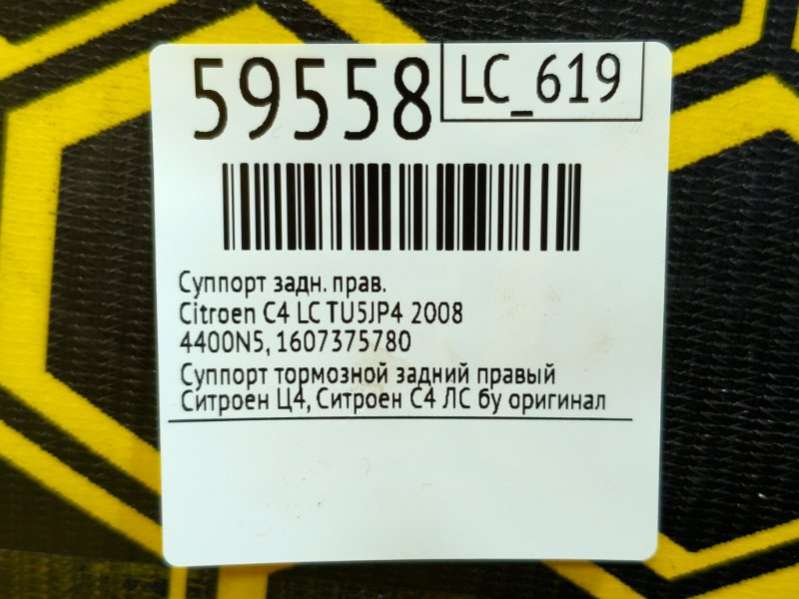 59558
LC_619
Суппорт задн. прав.
Citroen C4 LC TU5JP4 2008
4400N5, 1607375780
Суппорт тормозной задний правый
Ситроен Ц4, Ситроен С4 ЛС бу оригинал